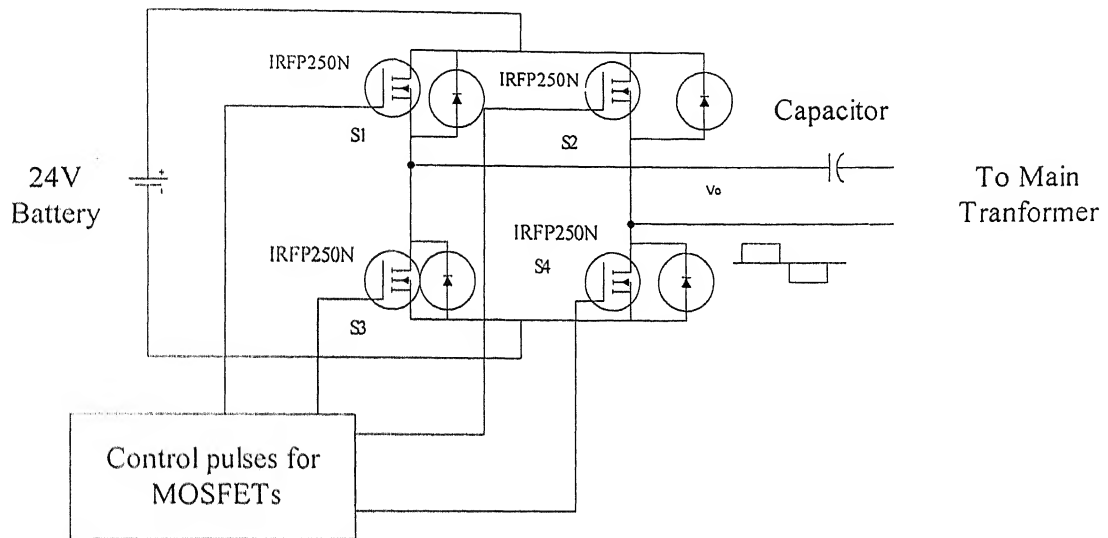 IRFP250N
IRFP250N
S1
S2
Capacitor
24V
Battery
+
-
Vo
To Main
Tranformer
IRFP250N
IRFP250N
S4
S3
Control pulses for
MOSFETs